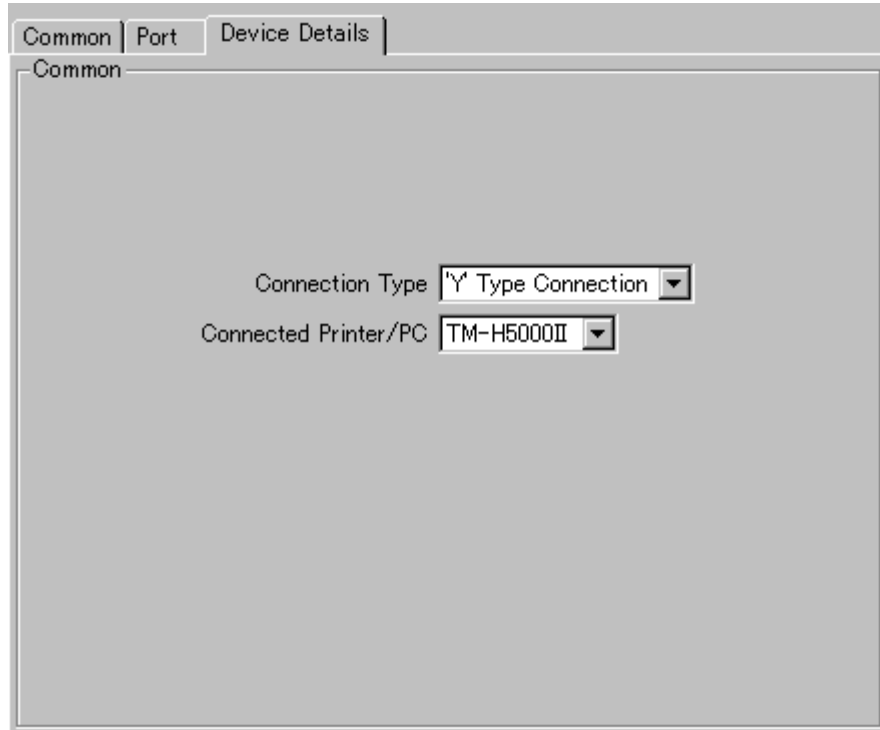 Common Port Device Details
Common
Connection Type 'Y' Type Connection
Connected Printer/PC TM-H5000Ⅱ